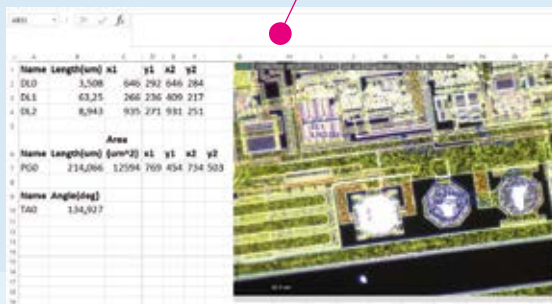 fx
Name Length(um) x1 y1 x2 y2
DL0 3,508 646 292 646 284
DL1 63,25 266 236 409 217
DL2 8,943 935 271 931 251
Area
Name Length(um) (um^2) x1 y1 x2 y2
PG0 214,066 12594 769 454 734 503
Name Angle(deg)
TA0 134,927